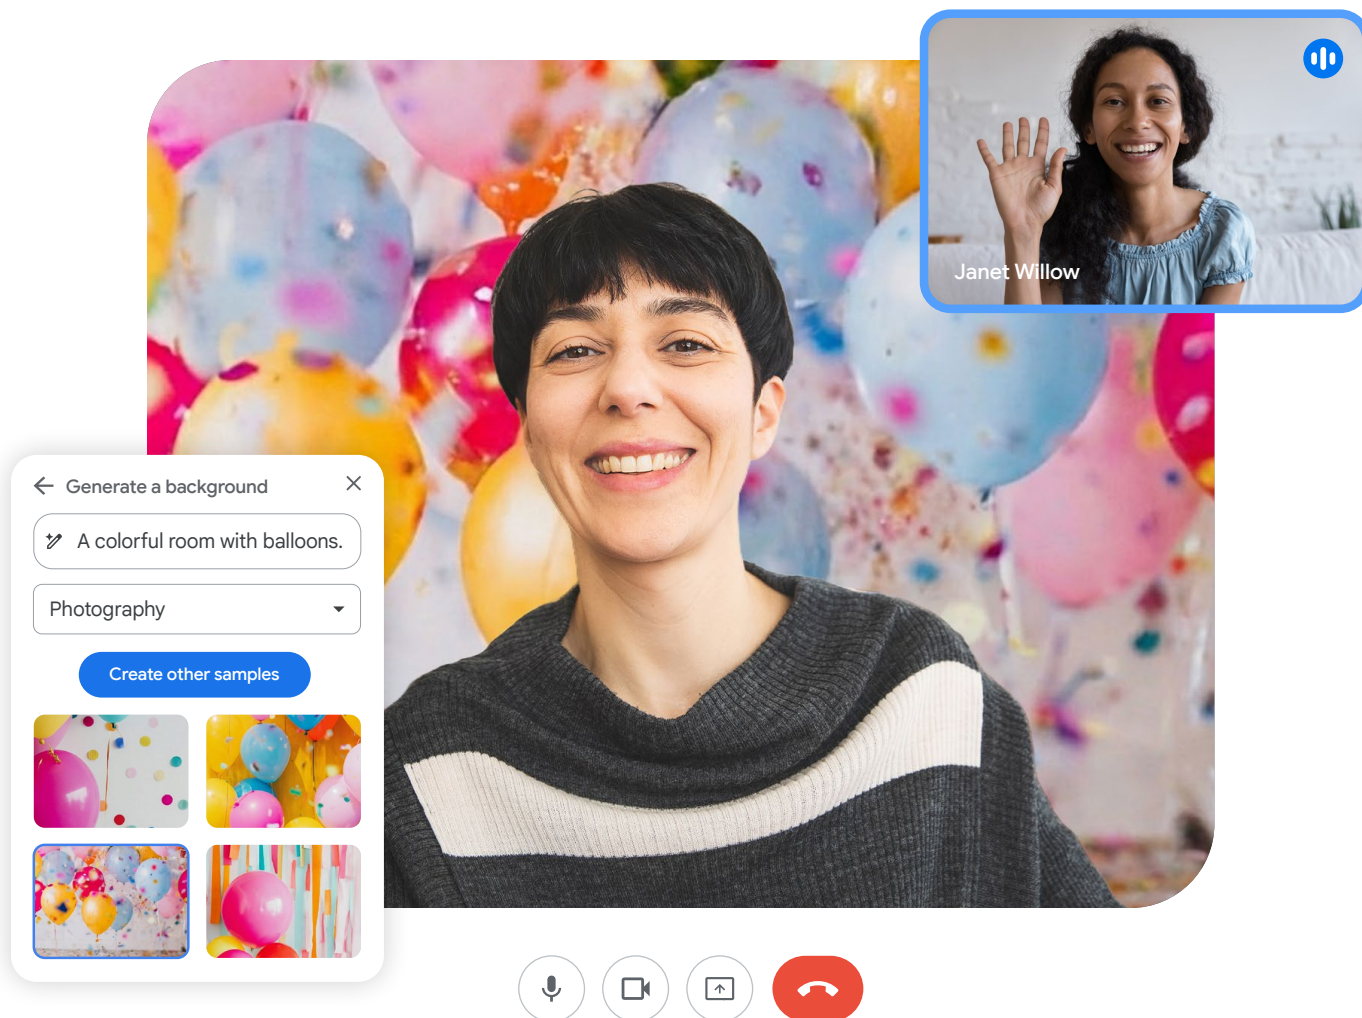 Janet Willow
Generate a background
A colorful room with balloons.
Photography
Create other samples